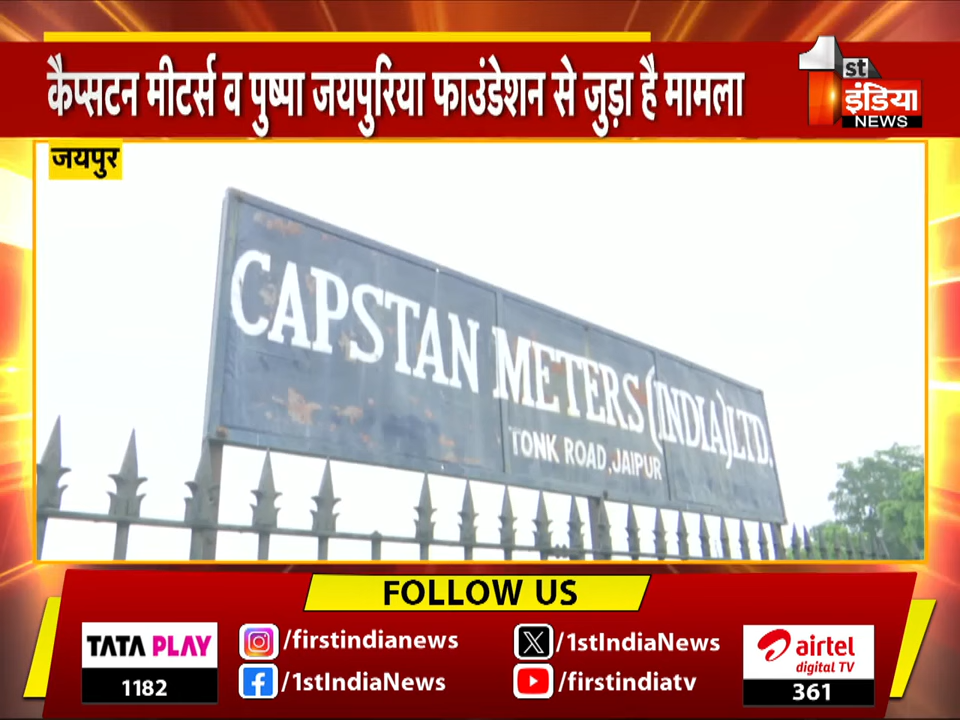 कैप्सटन मीटर्स व पुष्पा जयपुरिया फाउंडेशन से जुड़ा है मामला
1st
इंडिया
NEWS
जयपुर
CAPSTAN METERS (INDIA) LTD.
TONK ROAD, JAIPUR
FOLLOW US
TATA PLAY
1182
/firstindianews
/1stIndiaNews
/1stIndiaNews
/firstindiatv
airtel
digital TV
361